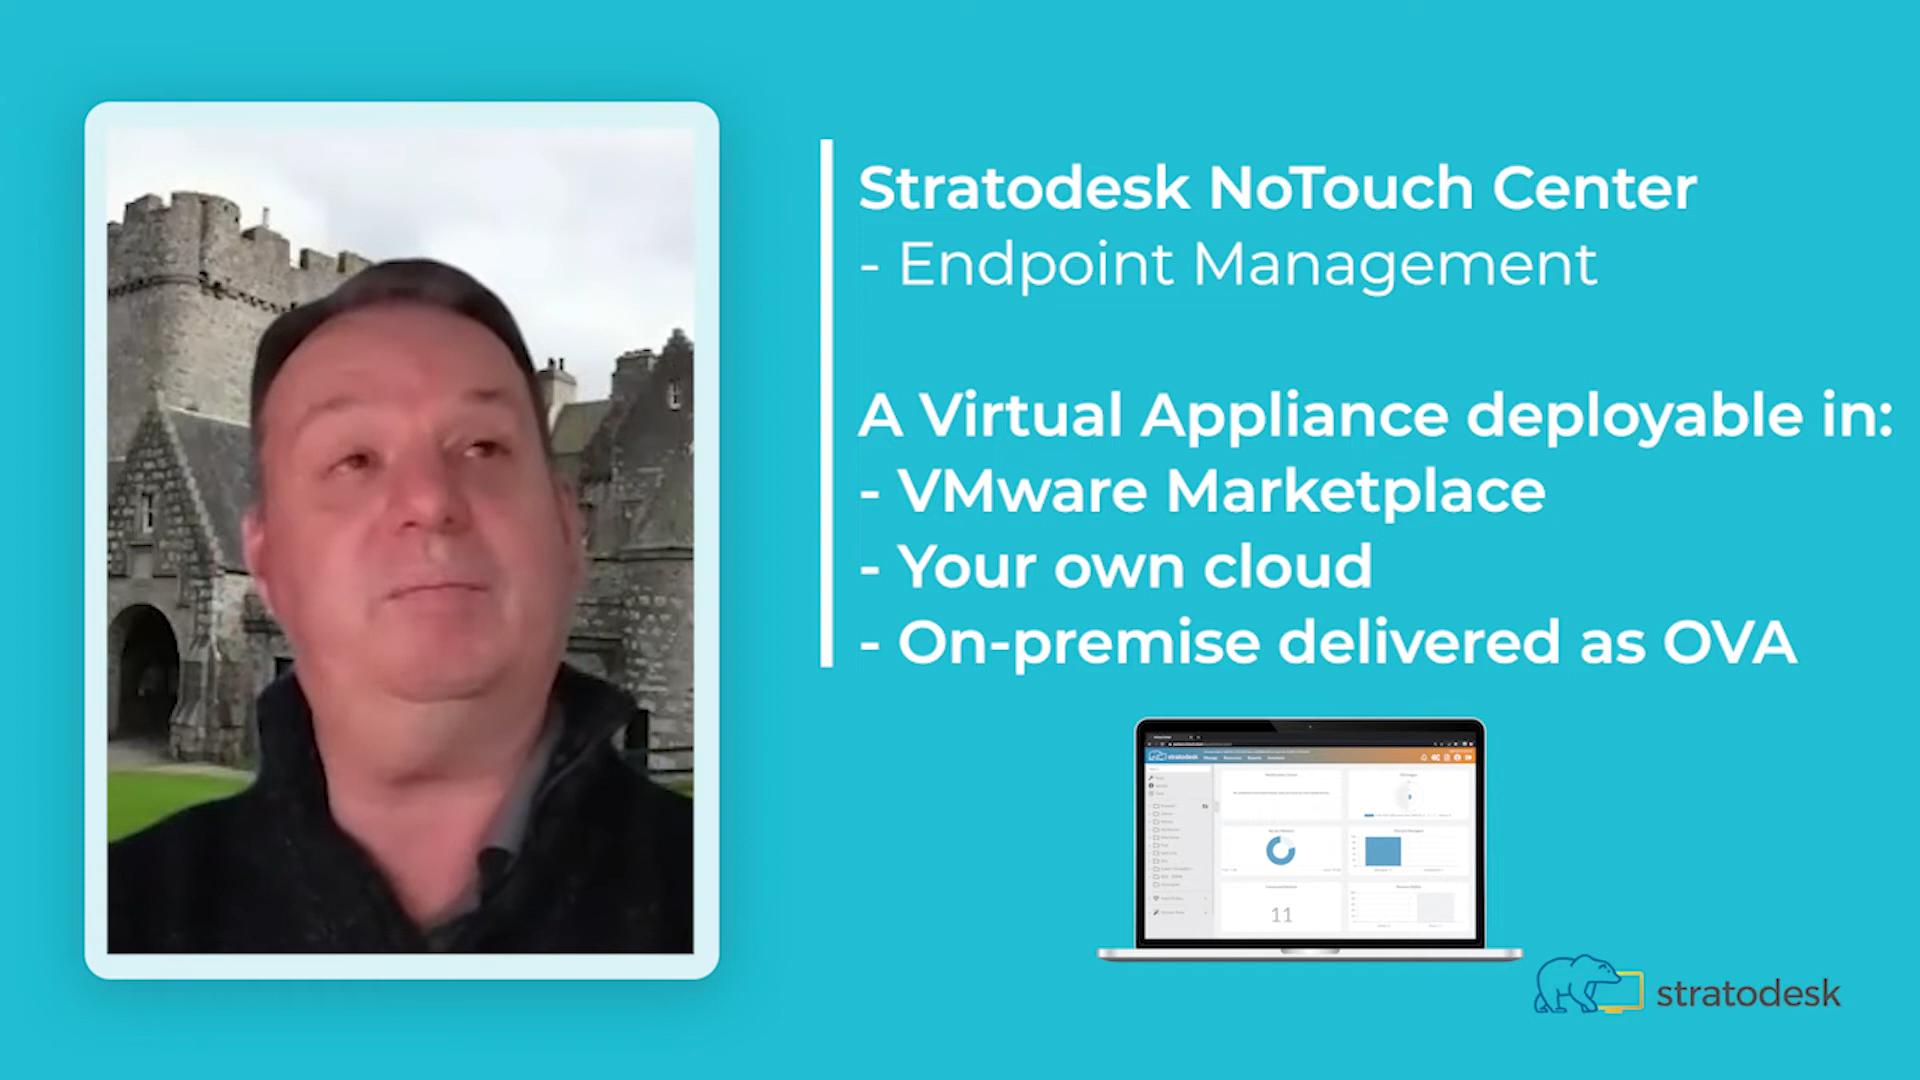 Stratodesk NoTouch Center
- Endpoint Management
A Virtual Appliance deployable in:
- VMware Marketplace
- Your own cloud
- On-premise delivered as OVA
stratodesk
11
stratodesk